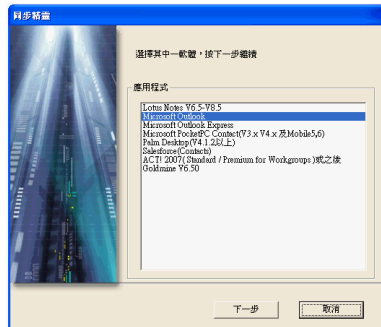 同步精靈
選擇其中一軟體，按下一步繼續
應用程式
Lotus Notes V6.5-V8.5
Microsoft Outlook
Microsoft Outlook Express
Microsoft PocketPC Contact(V3.x V4.x 及Mobile5,6)
Palm Desktop(V4.1.2以上)
Salesforce(Contacts)
ACT! 2007( Standard / Premium for Workgroups )或之後
Goldmine V6.50
下一步
取消